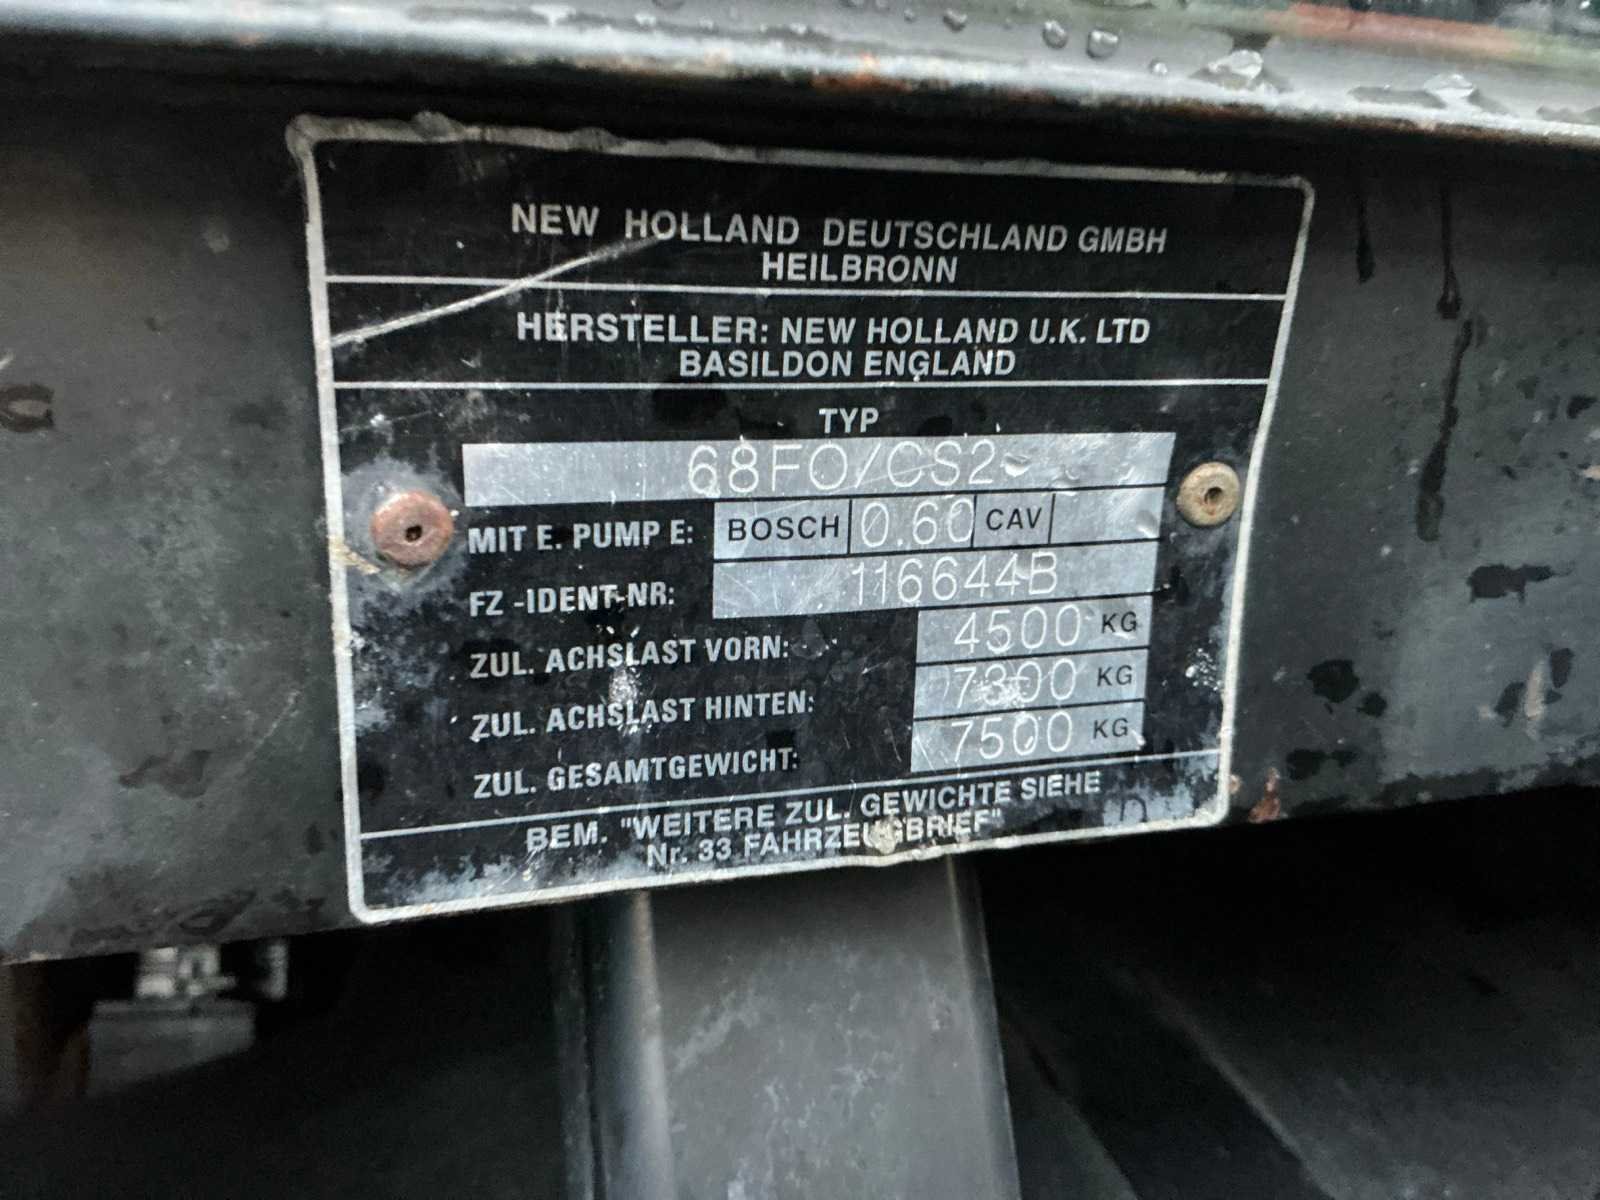 NEW HOLLAND DEUTSCHLAND GMBH
HEILBRONN
HERSTELLER: NEW HOLLAND U.K. LTD
BASILDON ENGLAND
TYP
68FO/CS2
MIT E. PUMP E: BOSCH 0.60 CAV
FZ -IDENT-NR: 116644B
ZUL. ACHSLAST VORN: 4500 KG
ZUL. ACHSLAST HINTEN: 7300 KG
ZUL. GESAMTGEWICHT: 7500 KG
BEM. "WEITERE ZUL. GEWICHTE SIEHE
Nr. 33 FAHRZEUGBRIEF"